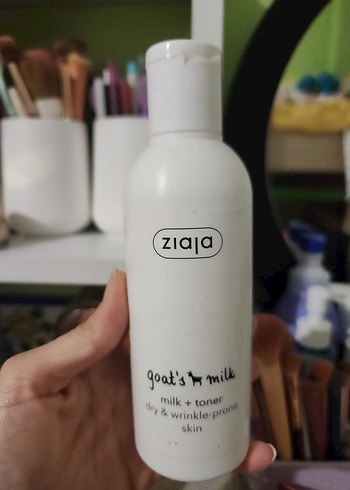 ziaja
goat's milk
milk + toner
dry & wrinkle-prone
skin